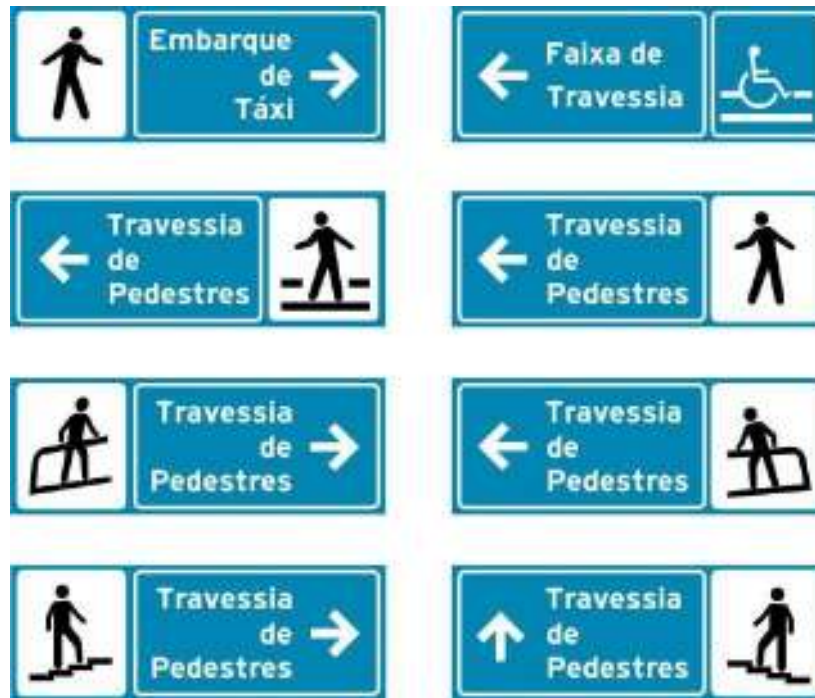 Embarque
de
Táxi
Faixa de
Travessia
Travessia
de
Pedestres
Travessia
de
Pedestres
Travessia
de
Pedestres
Travessia
de
Pedestres
Travessia
de
Pedestres
Travessia
de
Pedestres